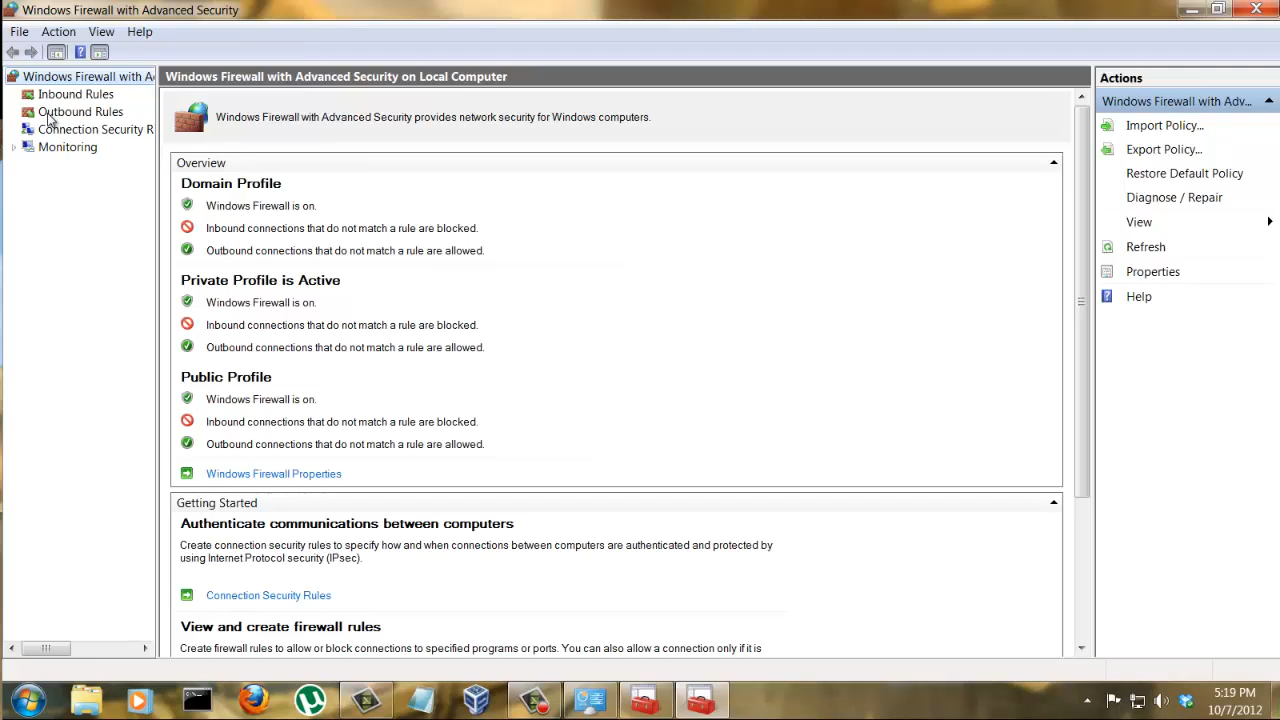 Windows Firewall with Advanced Security
File Action View Help
Windows Firewall with A
Inbound Rules
Outbound Rules
Connection Security R
Monitoring
Windows Firewall with Advanced Security on Local Computer
Windows Firewall with Advanced Security provides network security for Windows computers.
Overview
Domain Profile
Windows Firewall is on.
Inbound connections that do not match a rule are blocked.
Outbound connections that do not match a rule are allowed.
Private Profile is Active
Windows Firewall is on.
Inbound connections that do not match a rule are blocked.
Outbound connections that do not match a rule are allowed.
Public Profile
Windows Firewall is on.
Inbound connections that do not match a rule are blocked.
Outbound connections that do not match a rule are allowed.
Windows Firewall Properties
Getting Started
Authenticate communications between computers
Create connection security rules to specify how and when connections between computers are authenticated and protected by
using Internet Protocol security (IPsec).
Connection Security Rules
View and create firewall rules
Create firewall rules to allow or block connections to specified programs or ports. You can also allow a connection only if it is
Actions
Windows Firewall with Adv...
Import Policy...
Export Policy...
Restore Default Policy
Diagnose / Repair
View
Refresh
Properties
Help
5:19 PM
10/7/2012